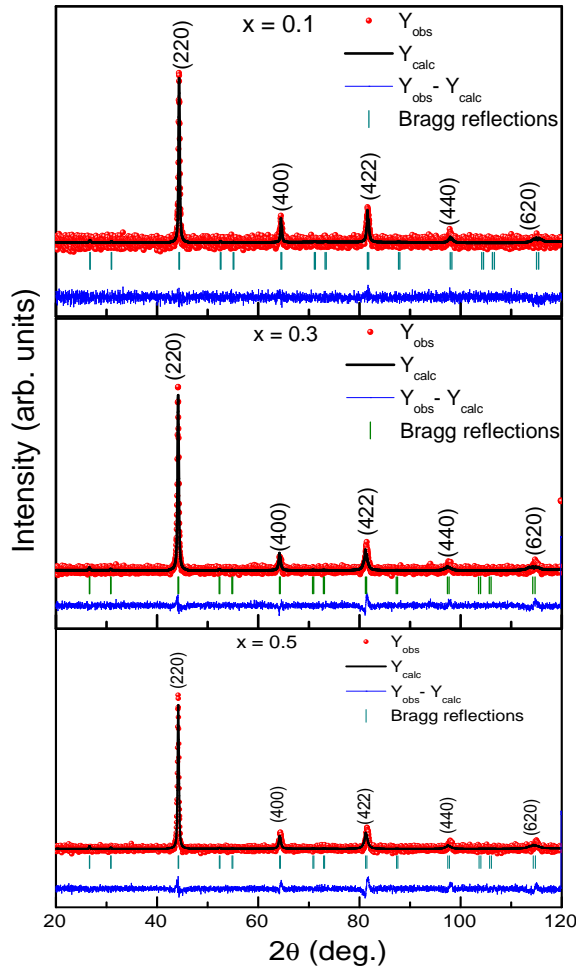 x = 0.1
Y_obs
Y_calc
Y_obs - Y_calc
Bragg reflections
(220)
(400)
(422)
(440)
(620)
x = 0.3
Y_obs
Y_calc
Y_obs - Y_calc
Bragg reflections
(220)
(400)
(422)
(440)
(620)
x = 0.5
Y_obs
Y_calc
Y_obs - Y_calc
Bragg reflections
(220)
(400)
(422)
(440)
(620)
Intensity (arb. units)
20 40 60 80 100 120
2θ (deg.)